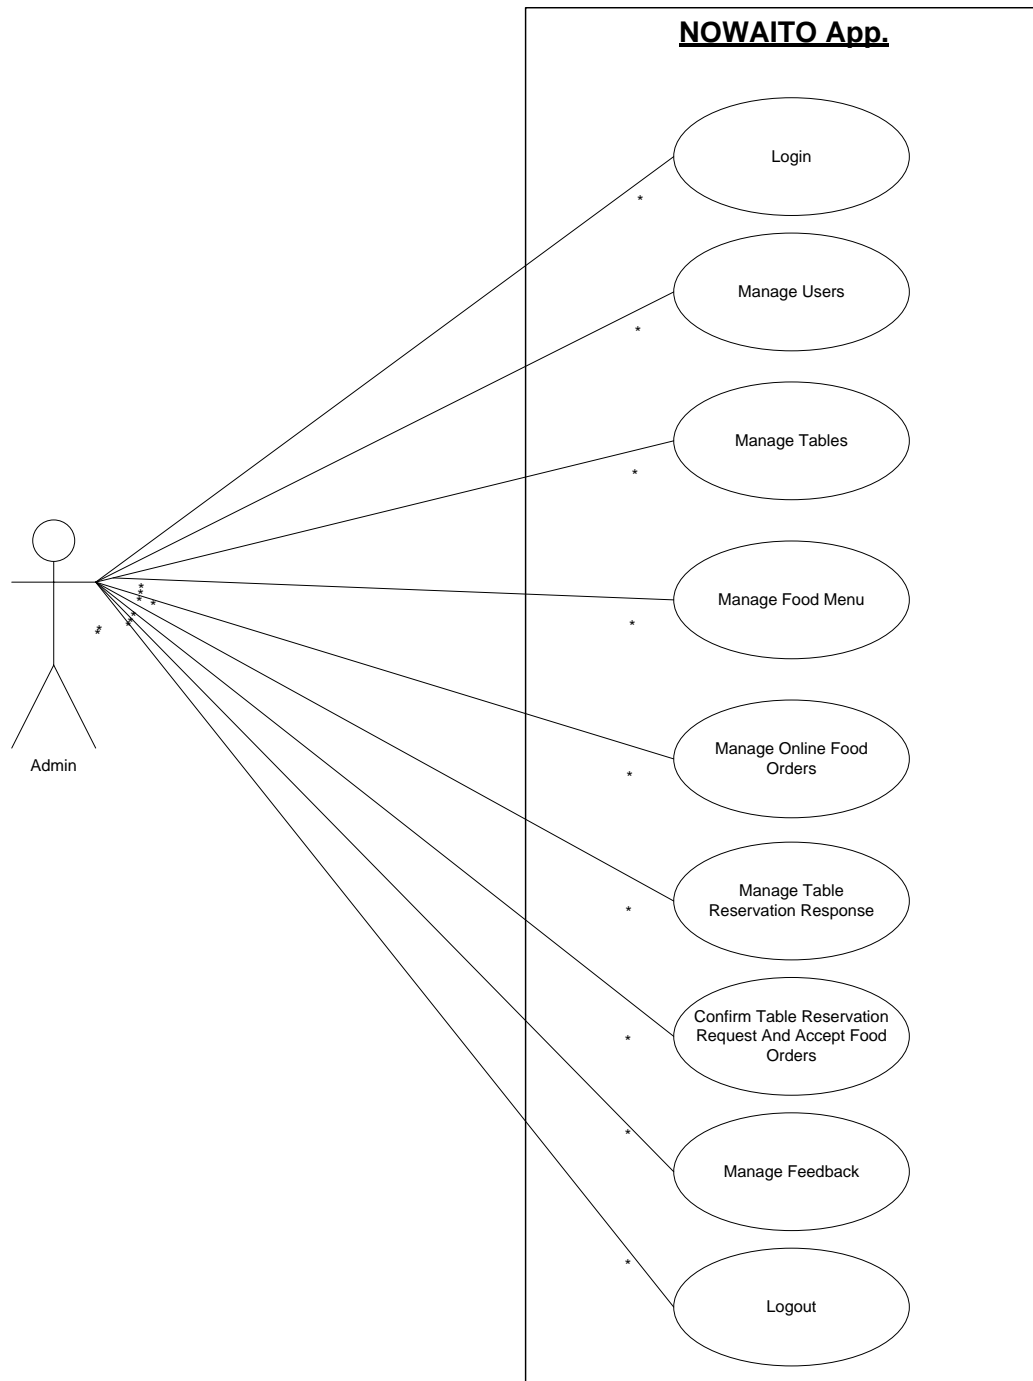 NOWAITO App.
Login
*
Manage Users
*
Manage Tables
*
Manage Food Menu
*
*
*
*
*
*
*
*
*
*
Admin
Manage Online Food
Orders
*
Manage Table
Reservation Response
*
Confirm Table Reservation
Request And Accept Food
Orders
*
Manage Feedback
*
Logout
*